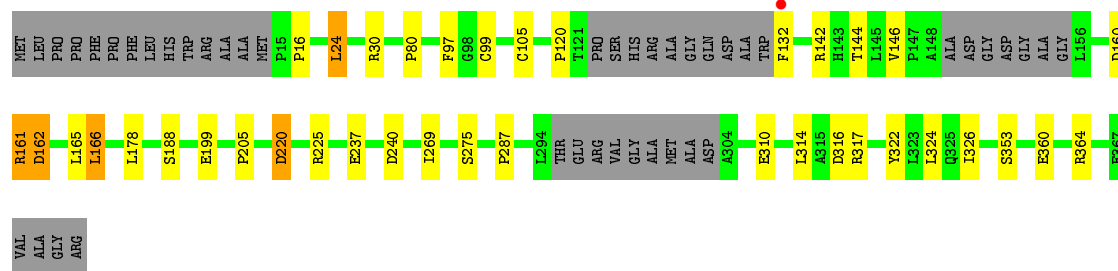 MET LEU PRO PRO PHE PRO PHE LEU HIS TRP ARG ALA ALA MET P15 P16 L24 R30 P80 F97 G98 C99 C105 P120 T121 PRO SER HIS ARG ALA GLY GLN ASP ALA TRP F132 R142 H143 T144 L145 V146 P147 A148 ALA ASP GLY ASP GLY ALA GLY L156 D160
R161 D162 L165 L166 L178 S188 E199 P205 D220 R225 E237 D240 I269 S275 P287 L294 THR GLU ARG VAL GLY ALA MET ALA ASP A304 E310 L314 A315 D316 R317 Y322 L323 L324 Q325 I326 S353 E360 R364 E367
VAL ALA GLY ARG